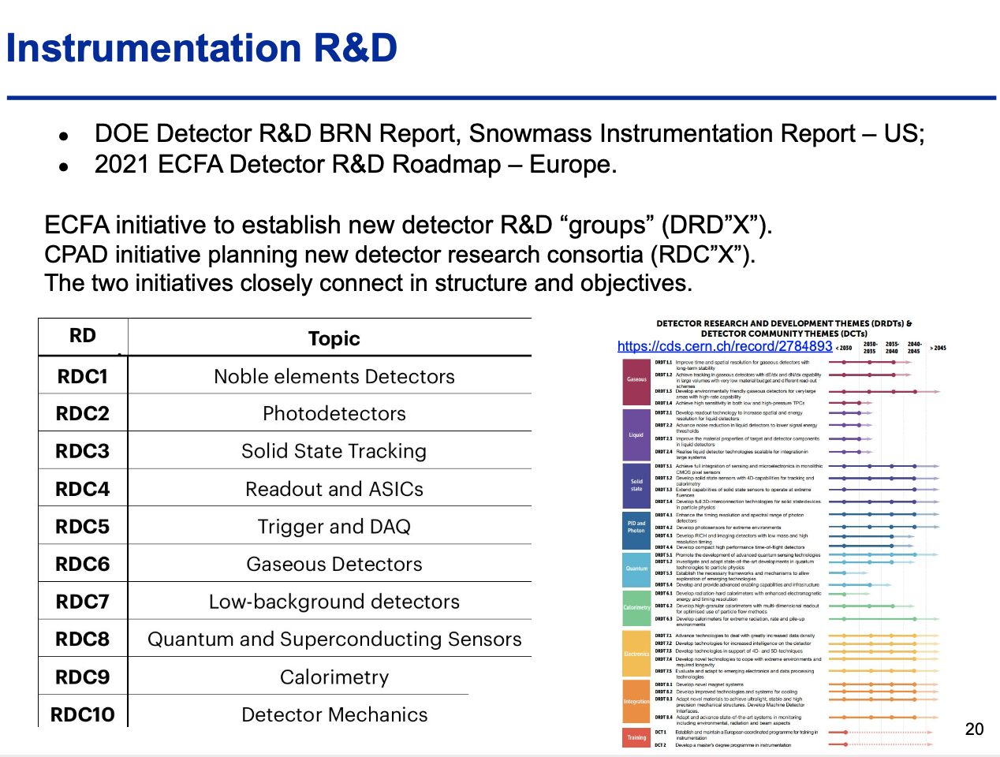 Instrumentation R&D
● DOE Detector R&D BRN Report, Snowmass Instrumentation Report – US;
● 2021 ECFA Detector R&D Roadmap – Europe.
ECFA initiative to establish new detector R&D “groups” (DRD”X”).
CPAD initiative planning new detector research consortia (RDC”X”).
The two initiatives closely connect in structure and objectives.
RD Topic
RDC1 Noble elements Detectors
RDC2 Photodetectors
RDC3 Solid State Tracking
RDC4 Readout and ASICs
RDC5 Trigger and DAQ
RDC6 Gaseous Detectors
RDC7 Low-background detectors
RDC8 Quantum and Superconducting Sensors
RDC9 Calorimetry
RDC10 Detector Mechanics
DETECTOR RESEARCH AND DEVELOPMENT THEMES (DRDTs) &
DETECTOR COMMUNITY THEMES (DCTs)
https://cds.cern.ch/record/2784893
< 2030 2030-2035 2035-2040 2040-2045 > 2045
Gaseous
DRDT 1.1 Improve time and spatial resolution for gaseous detectors with
long-term stability
DRDT 1.2 Achieve tracking in gaseous detectors with dE/dx and dN/dx capability
in large volumes with very low material budget and different read-out
schemes
DRDT 1.3 Develop environmentally friendly gaseous detectors for very large
areas with high-rate capability
DRDT 1.4 Achieve high sensitivity in both low and high-pressure TPCs
Liquid
DRDT 2.1 Develop readout technology to increase spatial and energy
resolution for liquid detectors
DRDT 2.2 Advance noise reduction in liquid detectors to lower signal energy
thresholds
DRDT 2.3 Improve the material properties of target and detector components
in liquid detectors
DRDT 2.4 Realise liquid detector technologies scalable for integration in
large systems
Solid
state
DRDT 3.1 Achieve full integration of sensing and microelectronics in monolithic
CMOS pixel sensors
DRDT 3.2 Develop solid state sensors with 4D-capabilities for tracking and
calorimetry
DRDT 3.3 Extend capabilities of solid state sensors to operate at extreme
fluences
DRDT 3.4 Develop full 3D-interconnection technologies for solid state devices
in particle physics
PID and
Photon
DRDT 4.1 Enhance the timing resolution and spectral range of photon
detectors
DRDT 4.2 Develop photosensors for extreme environments
DRDT 4.3 Develop RICH and imaging detectors with low mass and high
resolution timing
DRDT 4.4 Develop compact high performance time-of-flight detectors
Quantum
DRDT 5.1 Promote the development of advanced quantum sensing technologies
DRDT 5.2 Investigate and adapt state-of-the-art developments in quantum
technologies to particle physics
DRDT 5.3 Establish the necessary frameworks and mechanisms to allow
exploration of emerging technologies
DRDT 5.4 Develop and provide advanced enabling capabilities and infrastructure
Calorimetry
DRDT 6.1 Develop radiation-hard calorimeters with enhanced electromagnetic
energy and timing resolution
DRDT 6.2 Develop high-granular calorimeters with multi-dimensional readout
for optimised use of particle flow methods
DRDT 6.3 Develop calorimeters for extreme radiation, rate and pile-up
environments
Electronics
DRDT 7.1 Advance technologies to deal with greatly increased data density
DRDT 7.2 Develop technologies for increased intelligence on the detector
DRDT 7.3 Develop technologies in support of 4D- and 5D-techniques
DRDT 7.4 Develop novel technologies to cope with extreme environments and
required longevity
DRDT 7.5 Evaluate and adapt to emerging electronics and data processing
technologies
Integration
DRDT 8.1 Develop novel magnet systems
DRDT 8.2 Develop improved technologies and systems for cooling
DRDT 8.3 Adapt novel materials to achieve ultralight, stable and high
precision mechanical structures. Develop Machine Detector
Interfaces.
DRDT 8.4 Adapt and advance state-of-the-art systems in monitoring
including environmental, radiation and beam aspects
Training
DCT 1 Establish and maintain a European coordinated programme for training in
instrumentation
DCT 2 Develop a master's degree programme in instrumentation
20